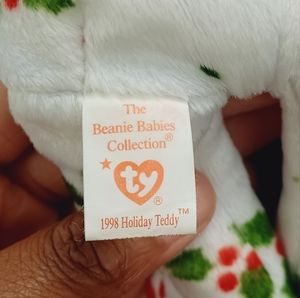 The
Beanie Babies
Collection®
ty®
1998 Holiday Teddy™